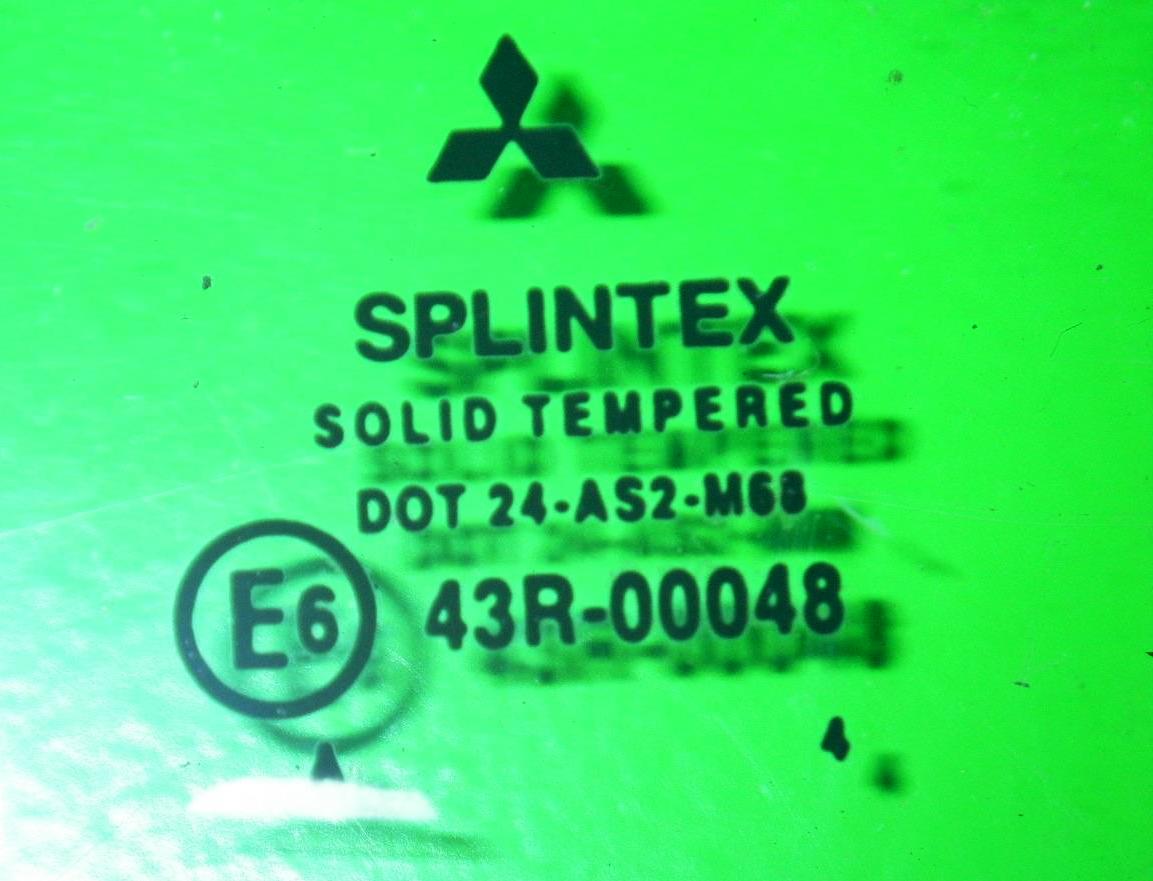 SPLINTEX
SOLID TEMPERED
DOT 24-AS2-M68
E6 43R-00048
4